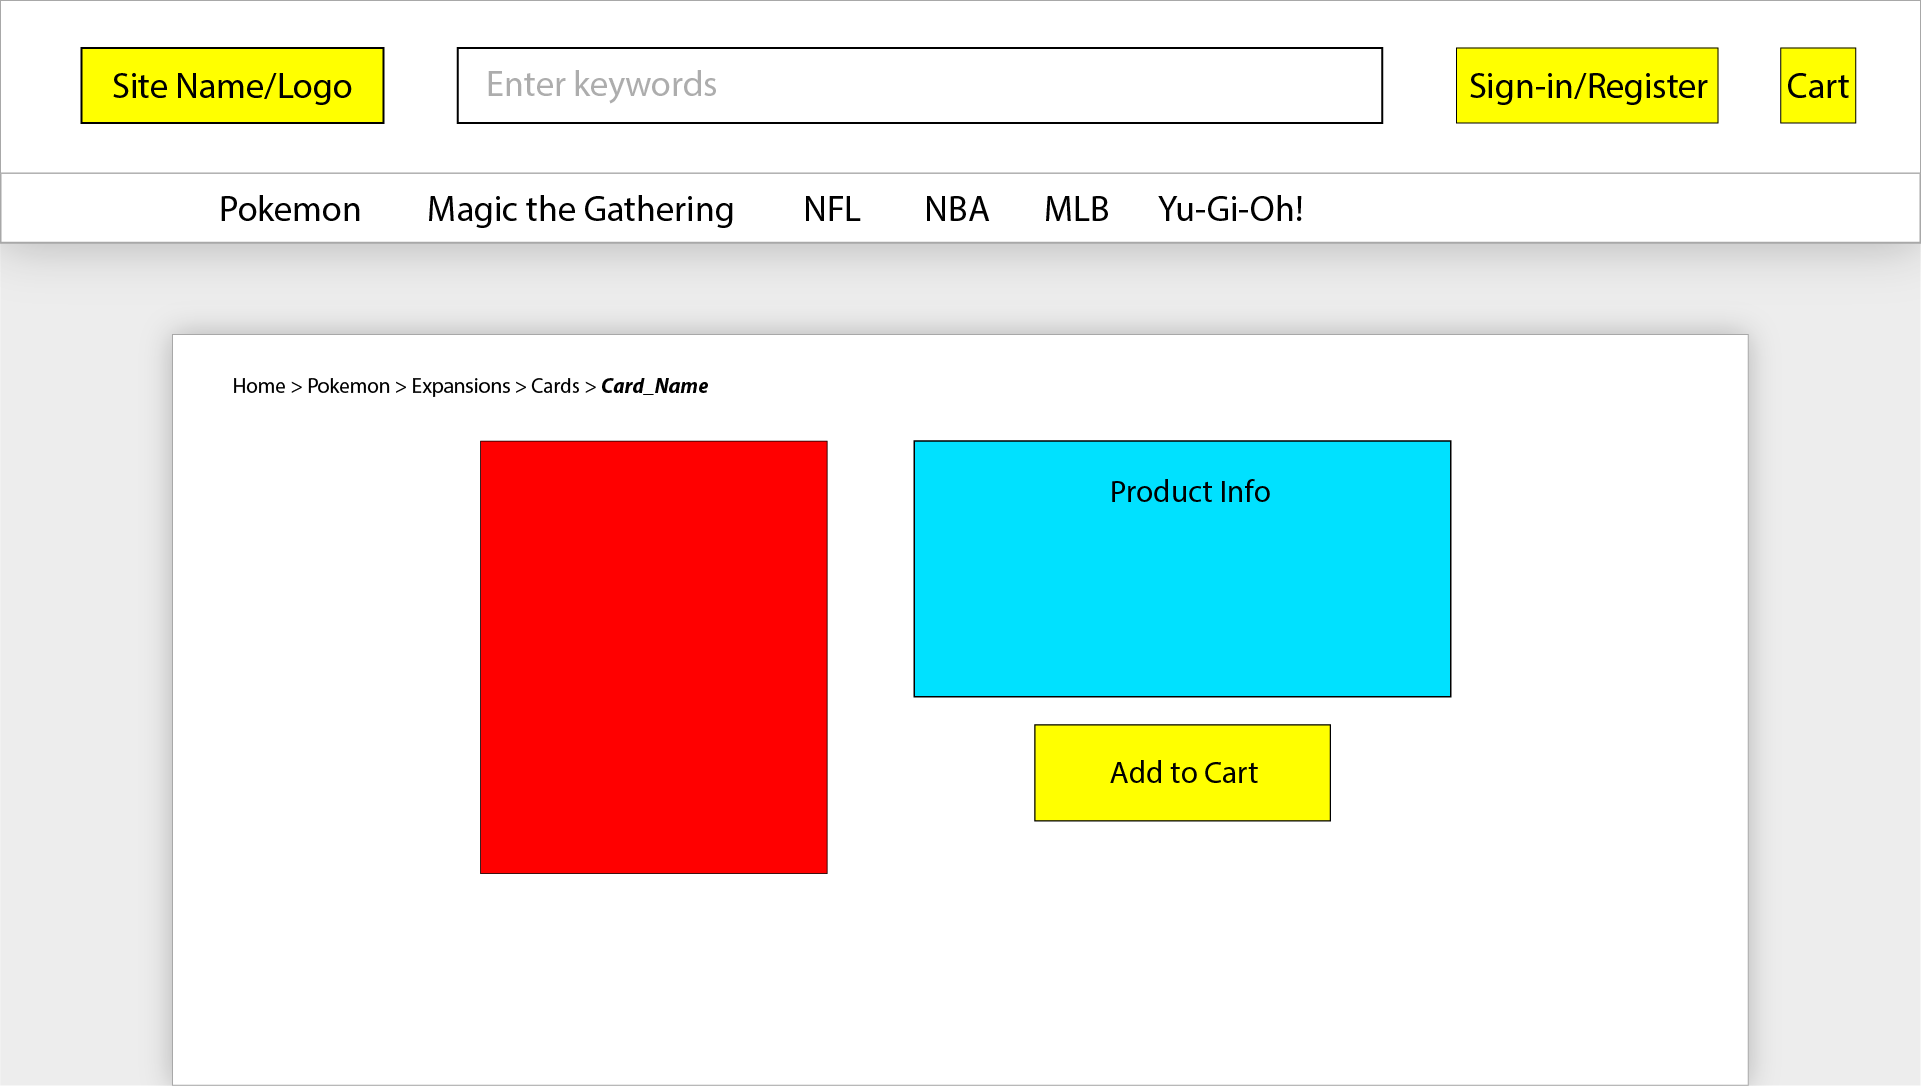 Site Name/Logo
Enter keywords
Sign-in/Register
Cart
Pokemon Magic the Gathering NFL NBA MLB Yu-Gi-Oh!
Home > Pokemon > Expansions > Cards > Card_Name
Product Info
Add to Cart